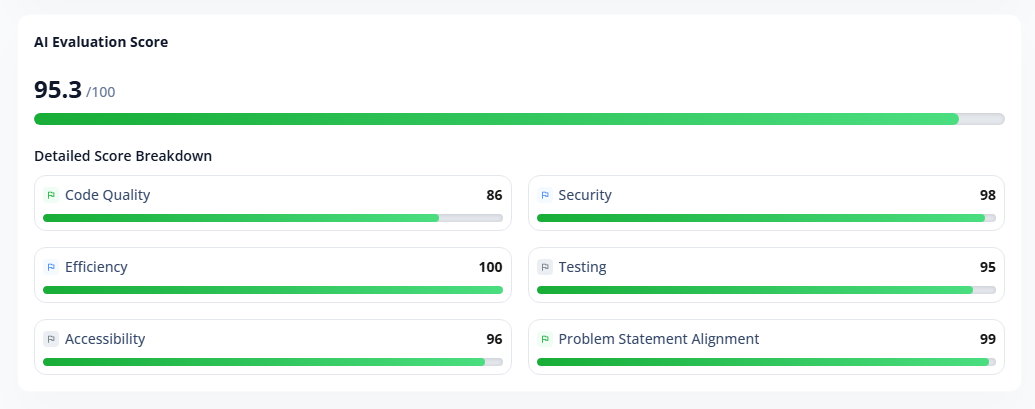 AI Evaluation Score
95.3 /100
Detailed Score Breakdown
Code Quality 86
Security 98
Efficiency 100
Testing 95
Accessibility 96
Problem Statement Alignment 99